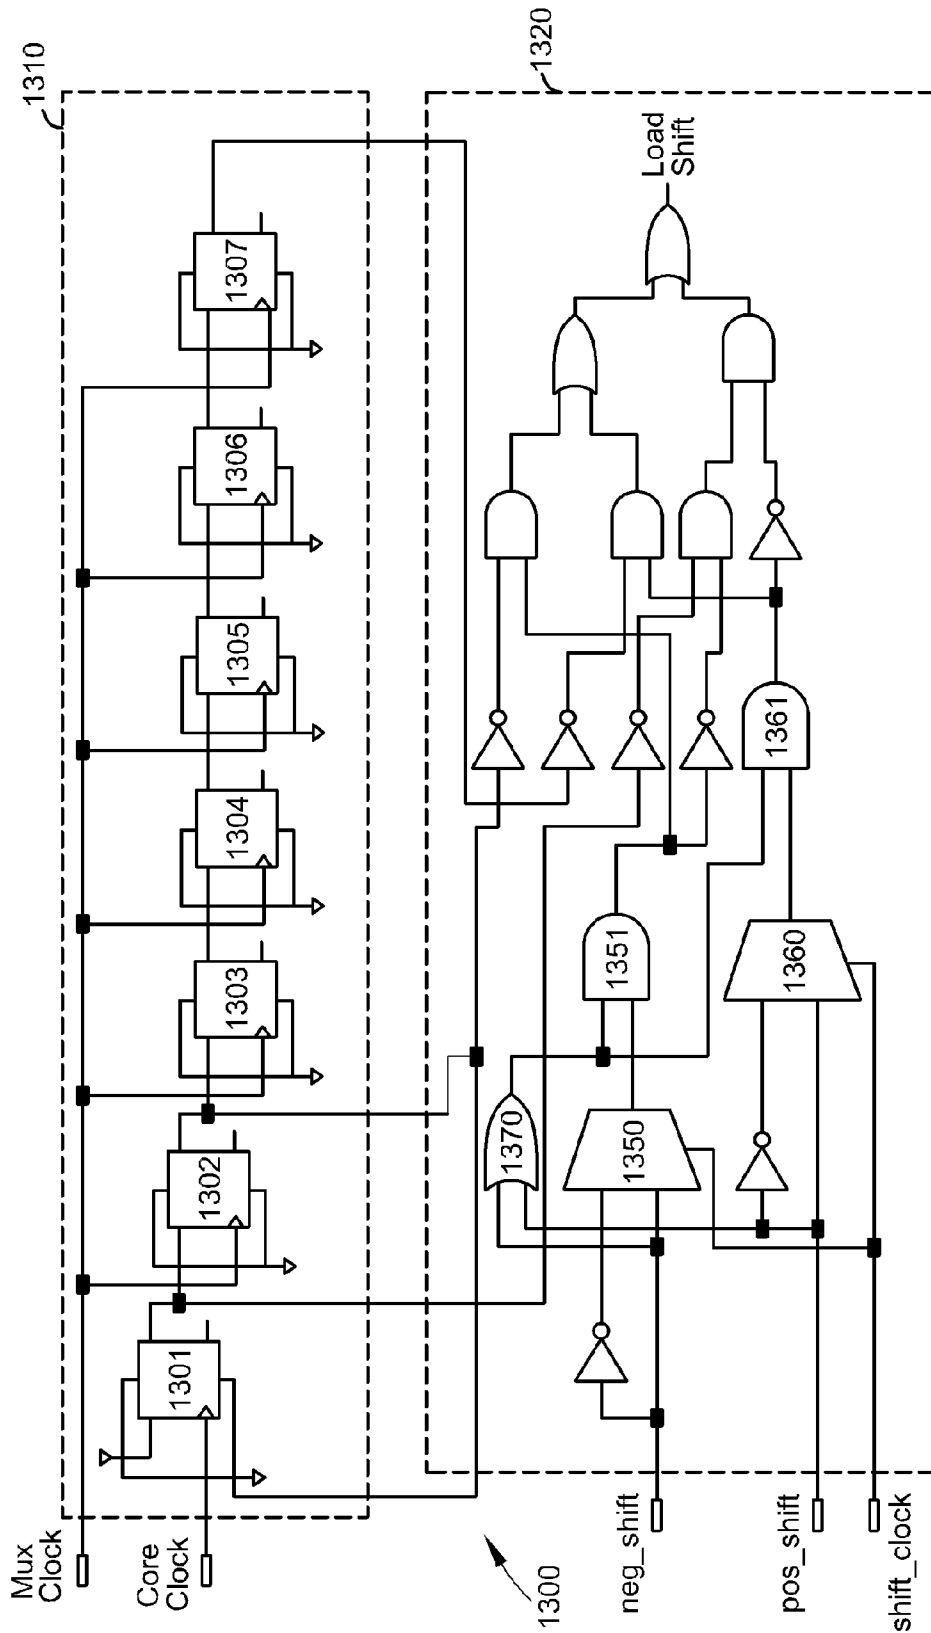 1310
Mux
Clock
Core
Clock
1301
1302
1303
1304
1305
1306
1307
1300
1320
neg_shift
pos_shift
shift_clock
1370
1350
1351
1360
1361
Load
Shift